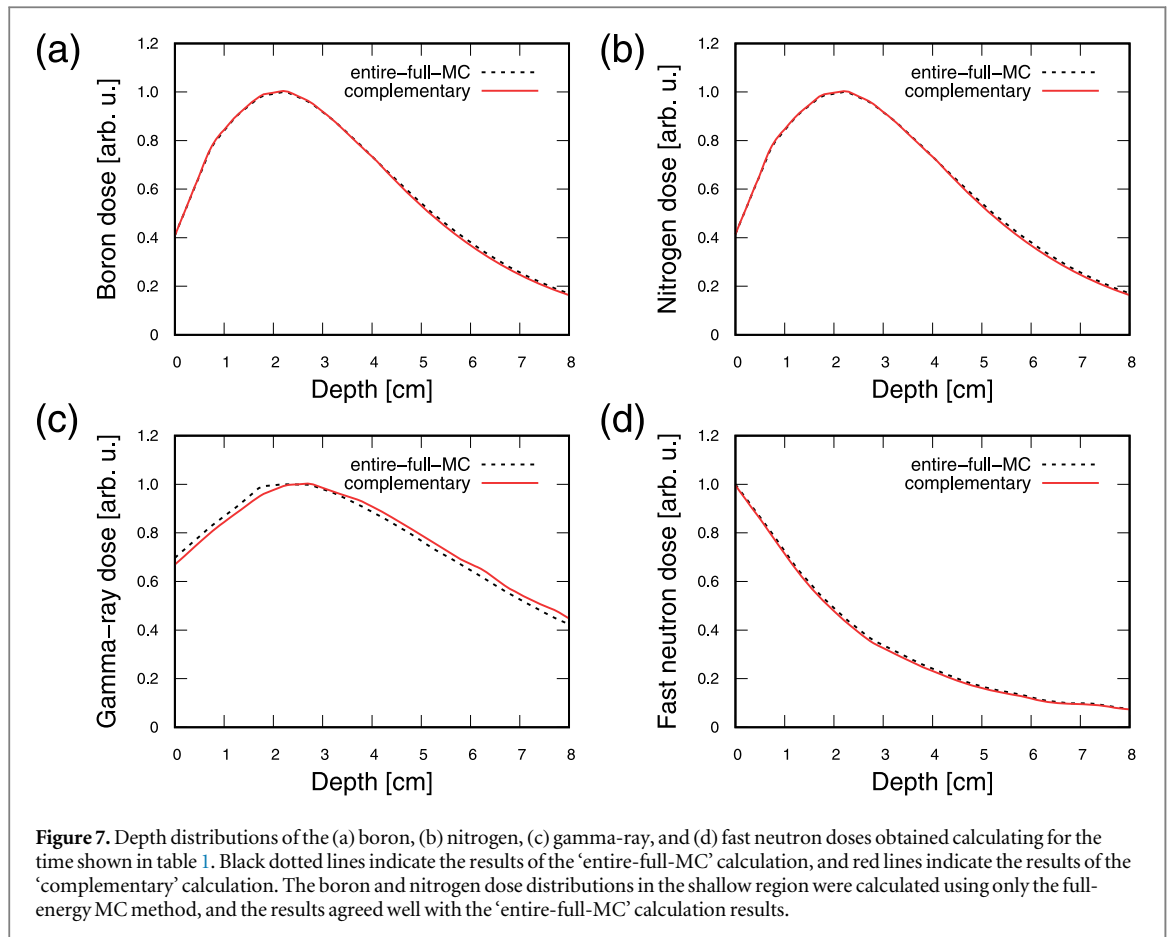 (a)
1.2
1.0
0.8
0.6
0.4
0.2
0
Boron dose [arb. u.]
entire-full-MC
complementary
0 1 2 3 4 5 6 7 8
Depth [cm]
(b)
1.2
1.0
0.8
0.6
0.4
0.2
0
Nitrogen dose [arb. u.]
entire-full-MC
complementary
0 1 2 3 4 5 6 7 8
Depth [cm]
(c)
1.2
1.0
0.8
0.6
0.4
0.2
0
Gamma-ray dose [arb. u.]
entire-full-MC
complementary
0 1 2 3 4 5 6 7 8
Depth [cm]
(d)
1.2
1.0
0.8
0.6
0.4
0.2
0
Fast neutron dose [arb. u.]
entire-full-MC
complementary
0 1 2 3 4 5 6 7 8
Depth [cm]
Figure 7. Depth distributions of the (a) boron, (b) nitrogen, (c) gamma-ray, and (d) fast neutron doses obtained calculating for the
time shown in table 1. Black dotted lines indicate the results of the ‘entire-full-MC’ calculation, and red lines indicate the results of the
‘complementary’ calculation. The boron and nitrogen dose distributions in the shallow region were calculated using only the full-
energy MC method, and the results agreed well with the ‘entire-full-MC’ calculation results.